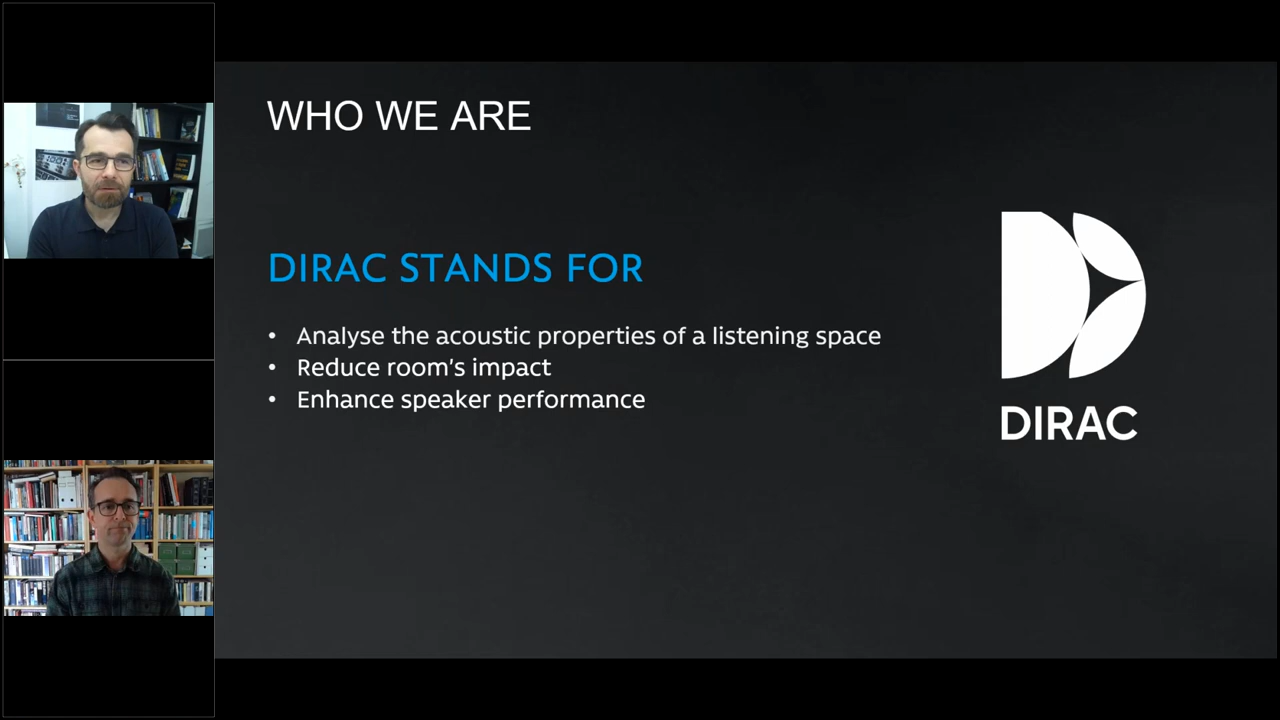 WHO WE ARE
DIRAC STANDS FOR
• Analyse the acoustic properties of a listening space
• Reduce room's impact
• Enhance speaker performance
DIRAC